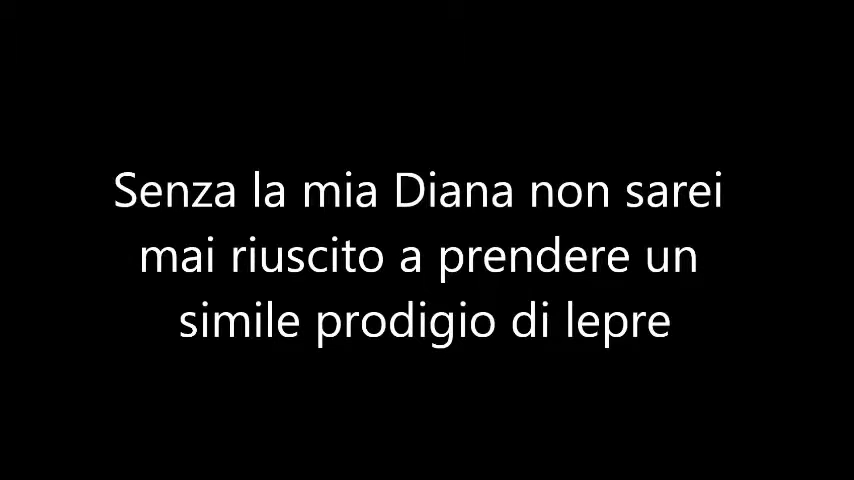 Senza la mia Diana non sarei
mai riuscito a prendere un
simile prodigio di lepre